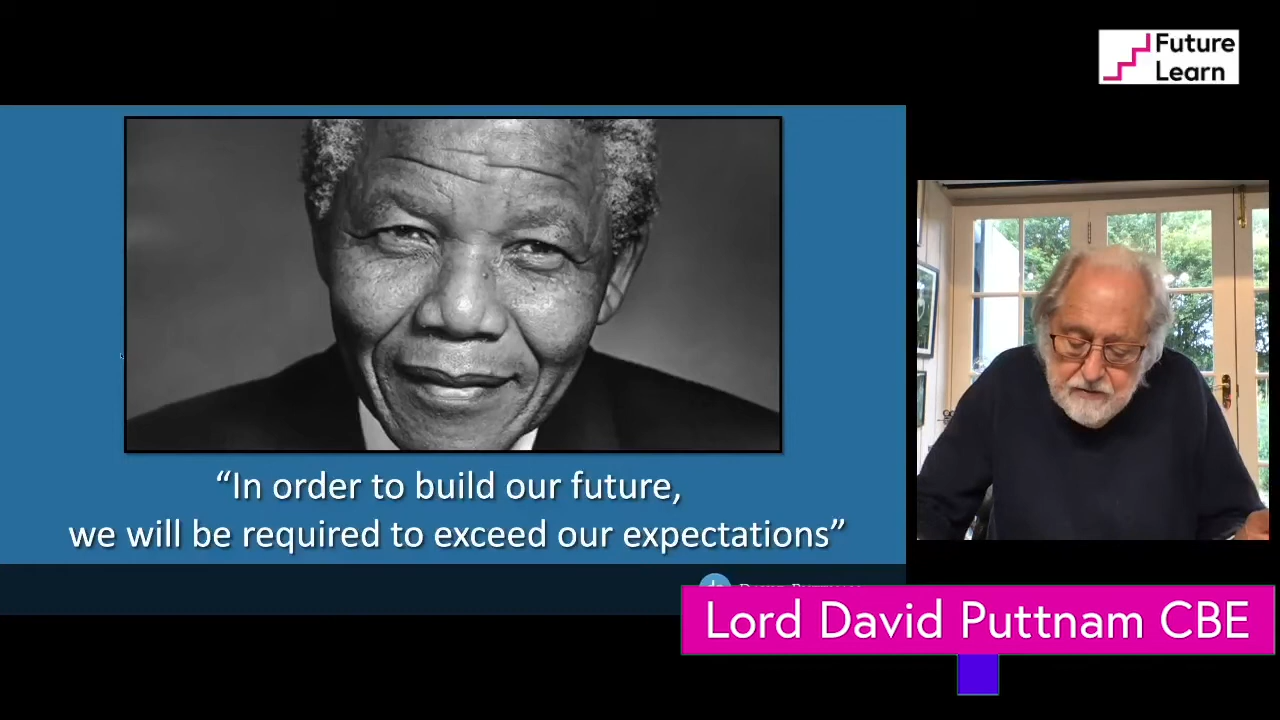 Future
Learn
“In order to build our future,
we will be required to exceed our expectations”
Lord David Puttnam CBE